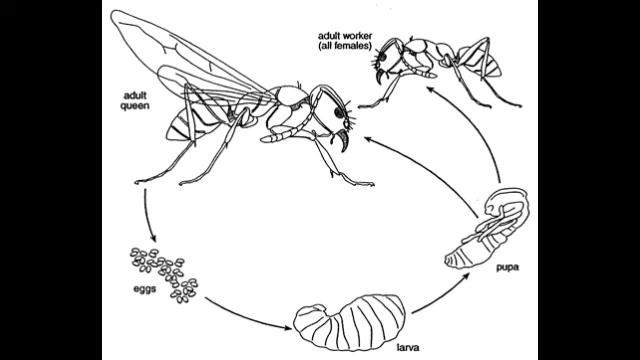 adult worker
(all females)
adult
queen
eggs
larva
pupa